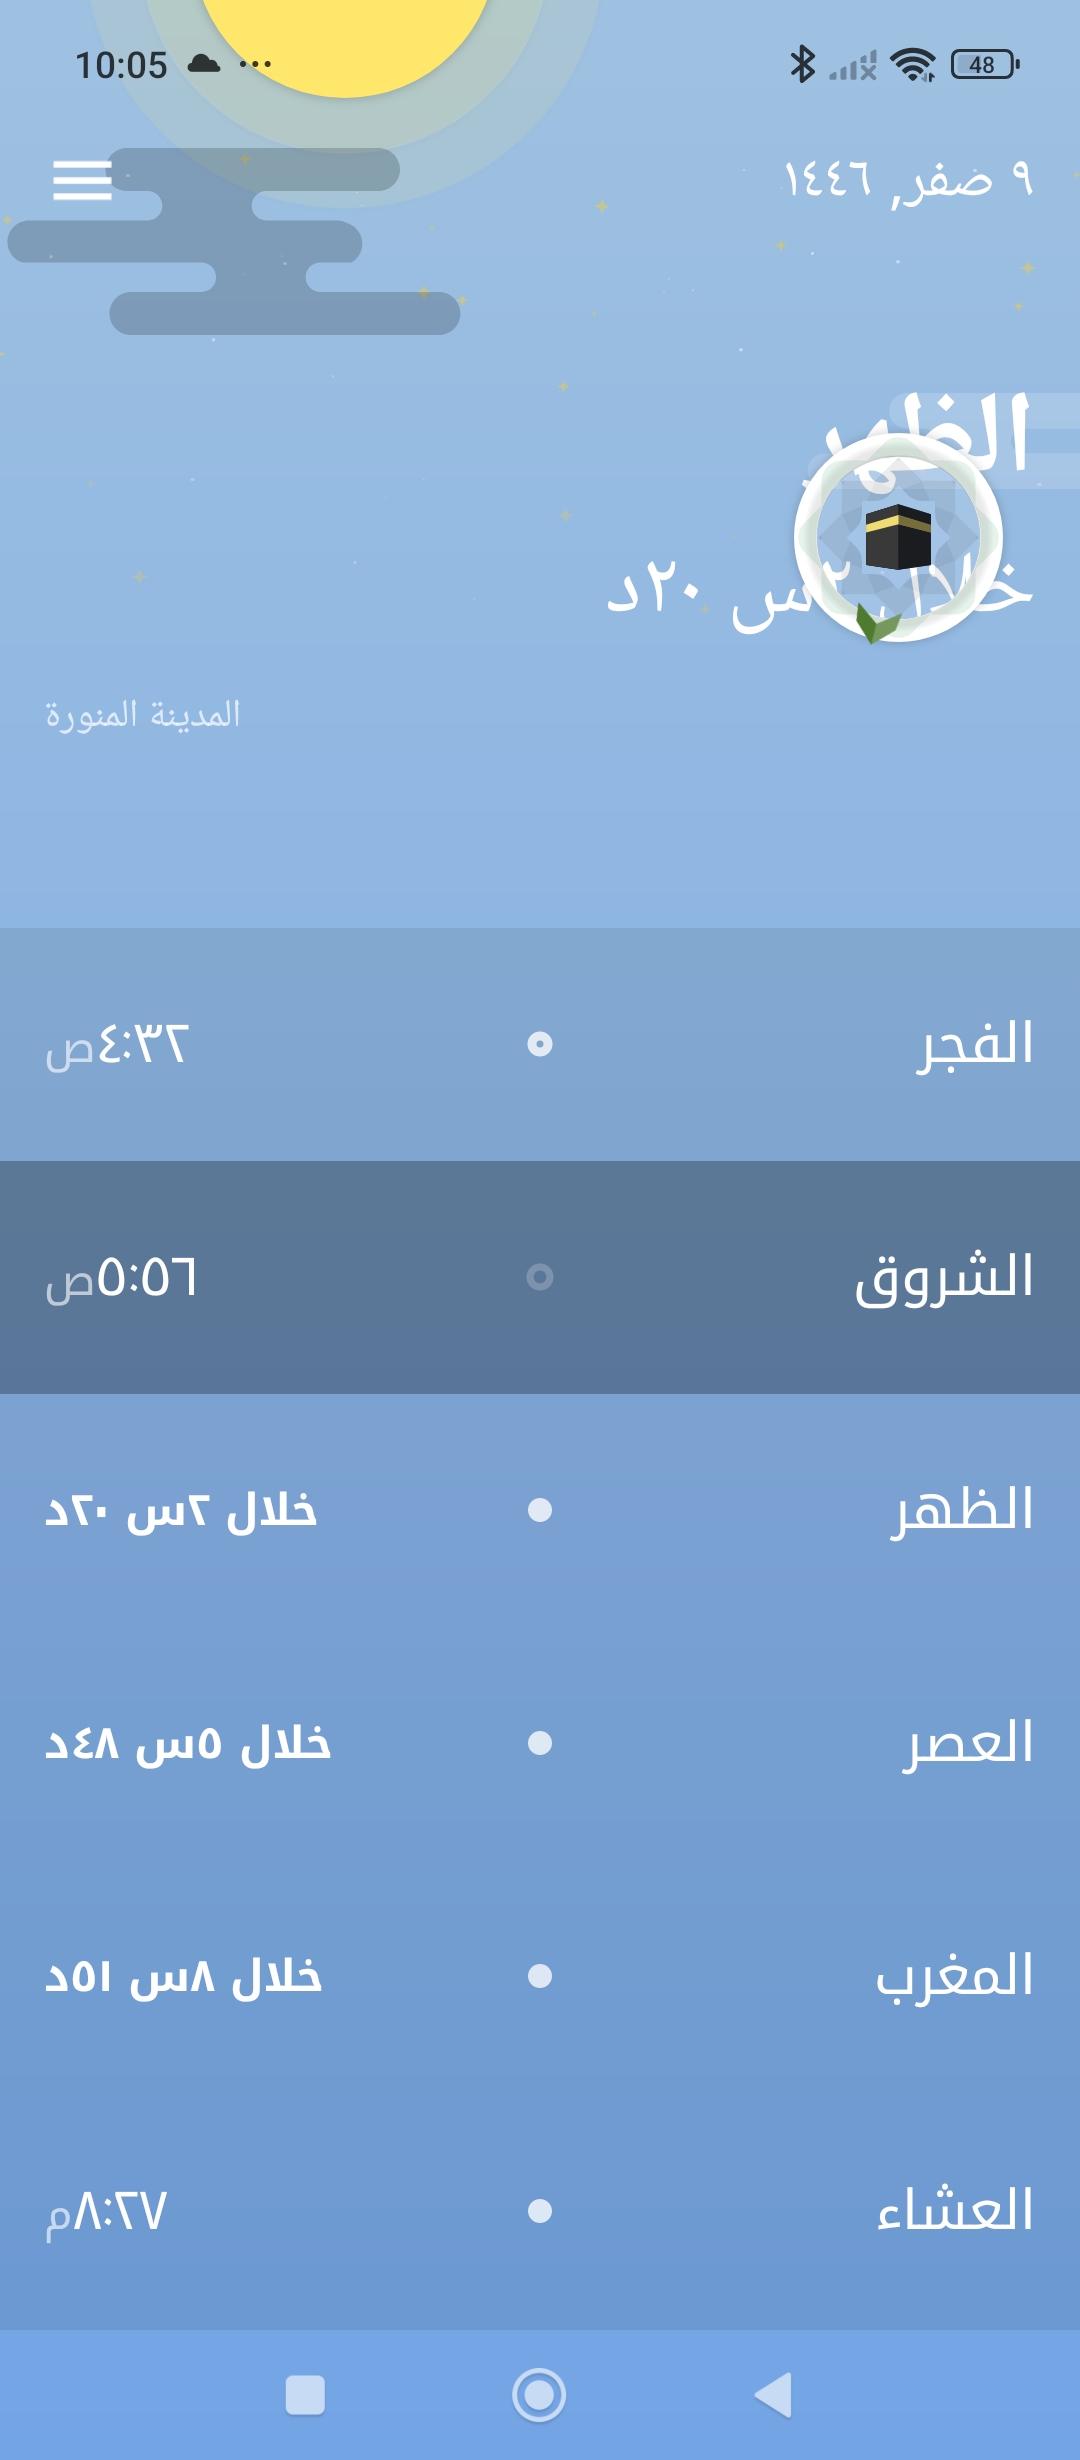 10:05 ...
48
٩ صفر, ١٤٤٦
الظهر
خلال ٢س ٢٠د
المدينة المنورة
الفجر ٤:٣٢ص
الشروق ٥:٥٦ص
الظهر خلال ٢س ٢٠د
العصر خلال ٥س ٤٨د
المغرب خلال ٨س ٥١د
العشاء ٨:٢٧م